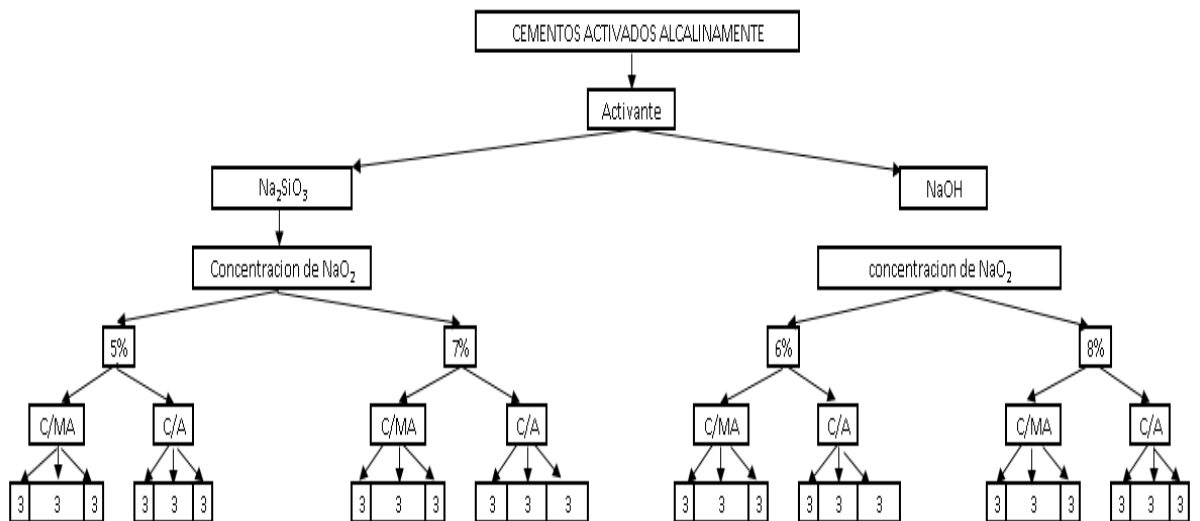 CEMENTOS ACTIVADOS ALCALINAMENTE
Activante
Na₂SiO₃ NaOH
Concentracion de NaO₂ concentracion de NaO₂
5% 7% 6% 8%
C/MA C/A C/MA C/A C/MA C/A C/MA C/A
3 3 3 3 3 3 3 3 3 3 3 3 3 3 3 3 3 3 3 3 3 3 3 3